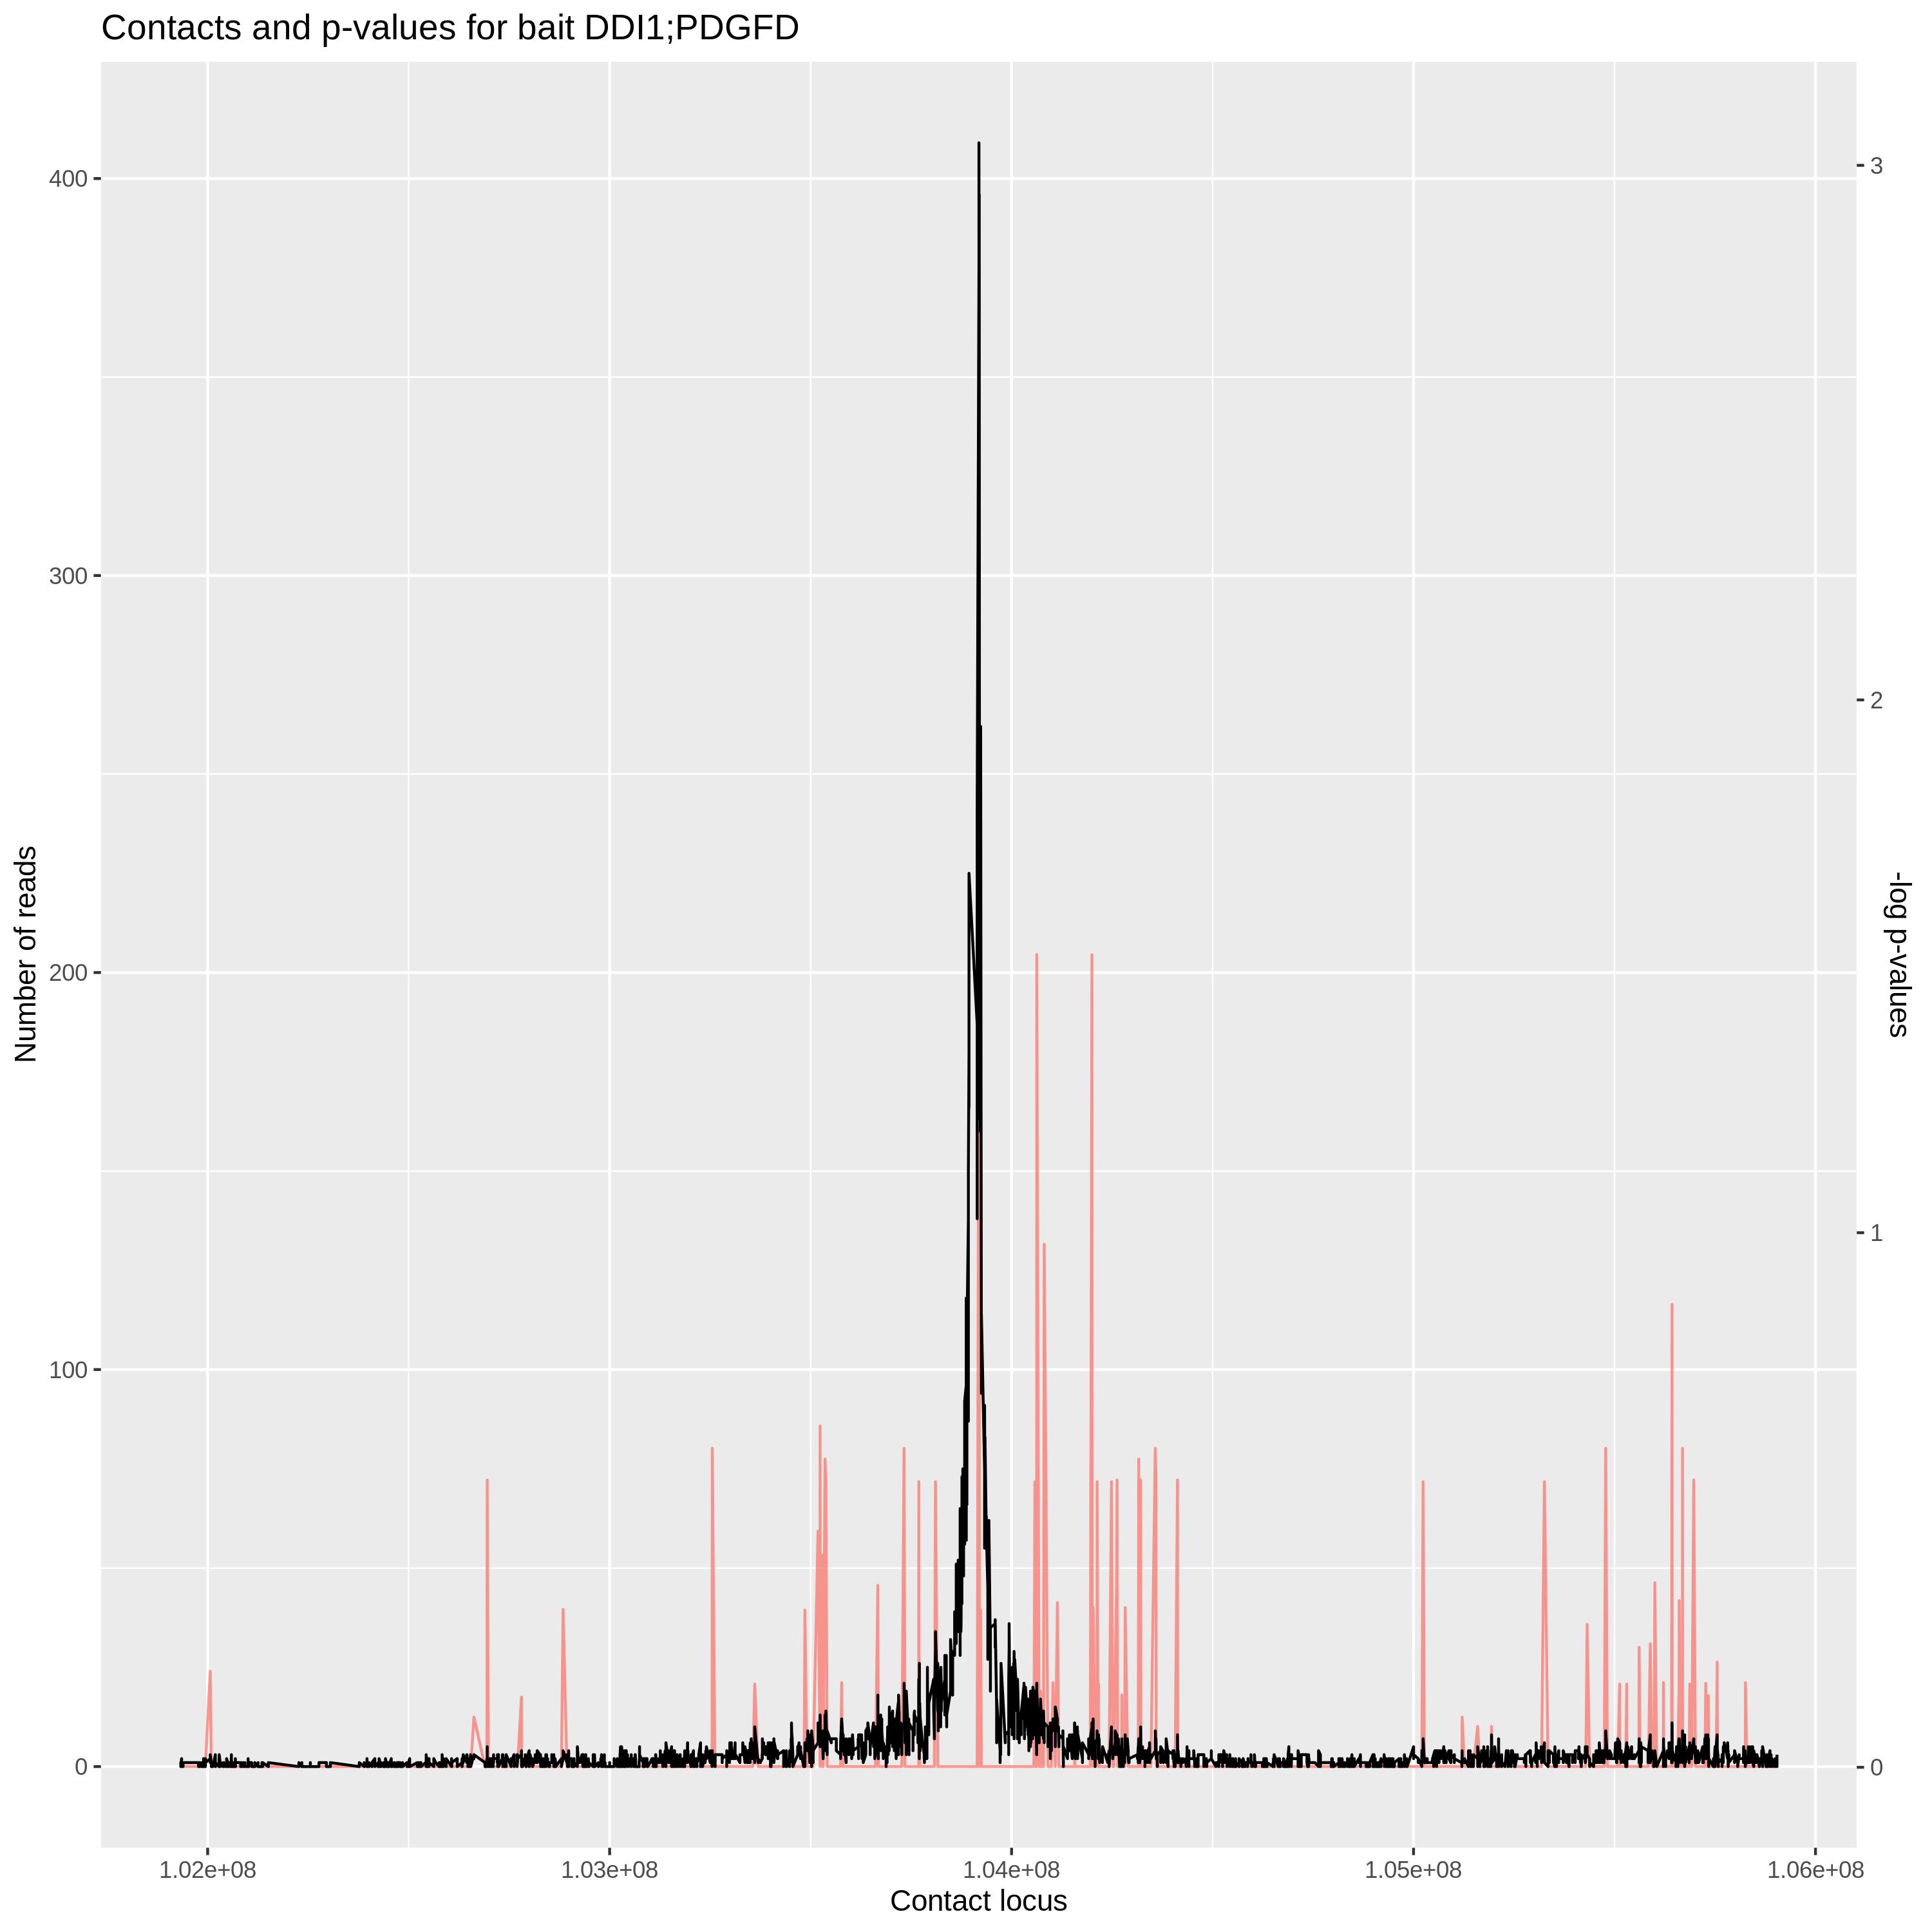 Contacts and p-values for bait DDI1;PDGFD
400
300
200
100
0
3
2
1
0
Number of reads
-log p-values
1.02e+08
1.03e+08
1.04e+08
1.05e+08
1.06e+08
Contact locus